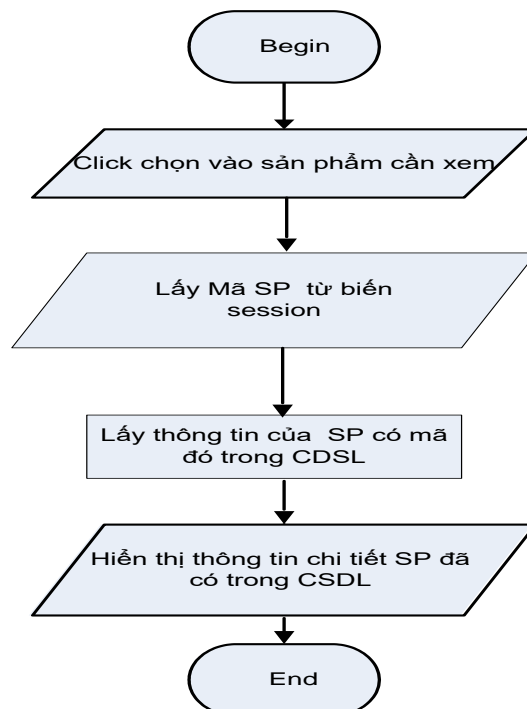 Begin
Click chọn vào sản phẩm cần xem
Lấy Mã SP từ biến
session
Lấy thông tin của SP có mã
đó trong CDSL
Hiển thị thông tin chi tiết SP đã
có trong CSDL
End